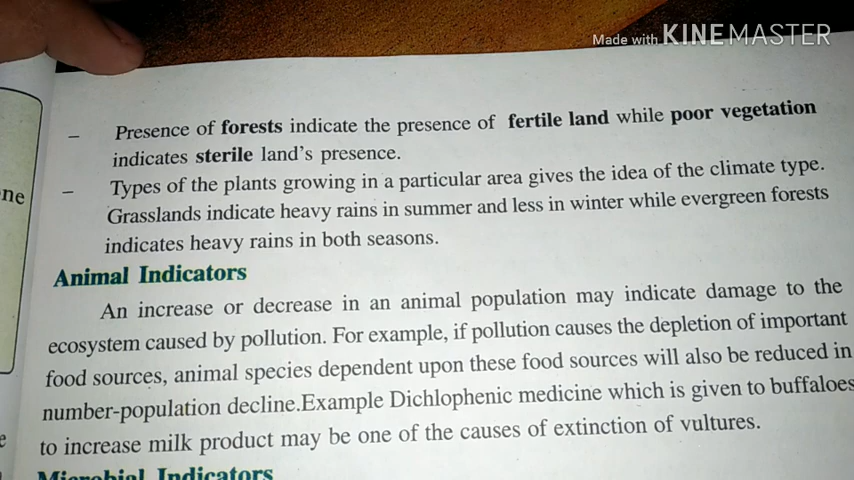 Made with KINEMASTER
– Presence of forests indicate the presence of fertile land while poor vegetation
indicates sterile land's presence.
ne
– Types of the plants growing in a particular area gives the idea of the climate type.
Grasslands indicate heavy rains in summer and less in winter while evergreen forests
indicates heavy rains in both seasons.
Animal Indicators
An increase or decrease in an animal population may indicate damage to the
ecosystem caused by pollution. For example, if pollution causes the depletion of important
food sources, animal species dependent upon these food sources will also be reduced in
number-population decline.Example Dichlophenic medicine which is given to buffaloes
e
to increase milk product may be one of the causes of extinction of vultures.
Microbial Indicators